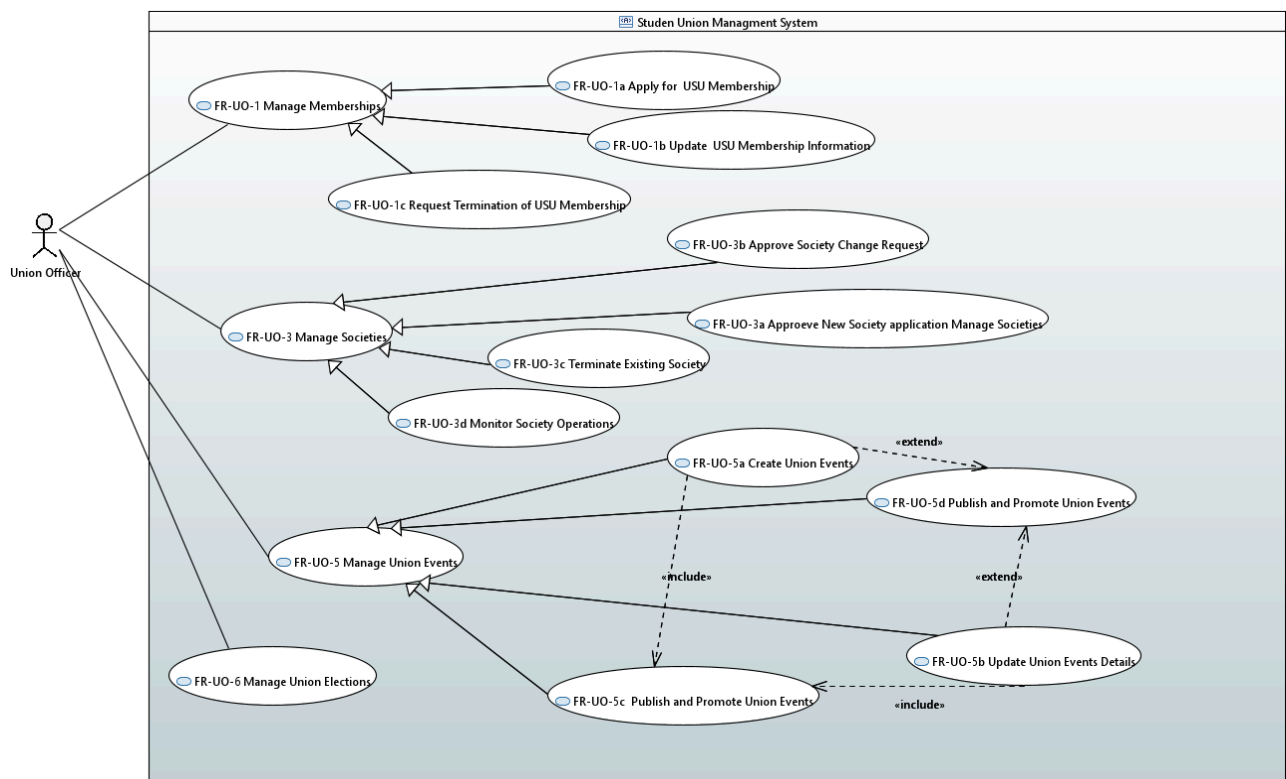 Studen Union Managment System
FR-UO-1a Apply for  USU Membership
FR-UO-1 Manage Memberships
FR-UO-1b Update  USU Membership Information
FR-UO-1c Request Termination of USU Membership
Union Officer
FR-UO-3b Approve Society Change Request
FR-UO-3a Approeve New Society application Manage Societies
FR-UO-3 Manage Societies
FR-UO-3c Terminate Existing Society
FR-UO-3d Monitor Society Operations
«extend»
FR-UO-5a Create Union Events
FR-UO-5d Publish and Promote Union Events
FR-UO-5 Manage Union Events
«include»
«extend»
FR-UO-5b Update Union Events Details
FR-UO-6 Manage Union Elections
FR-UO-5c  Publish and Promote Union Events
«include»